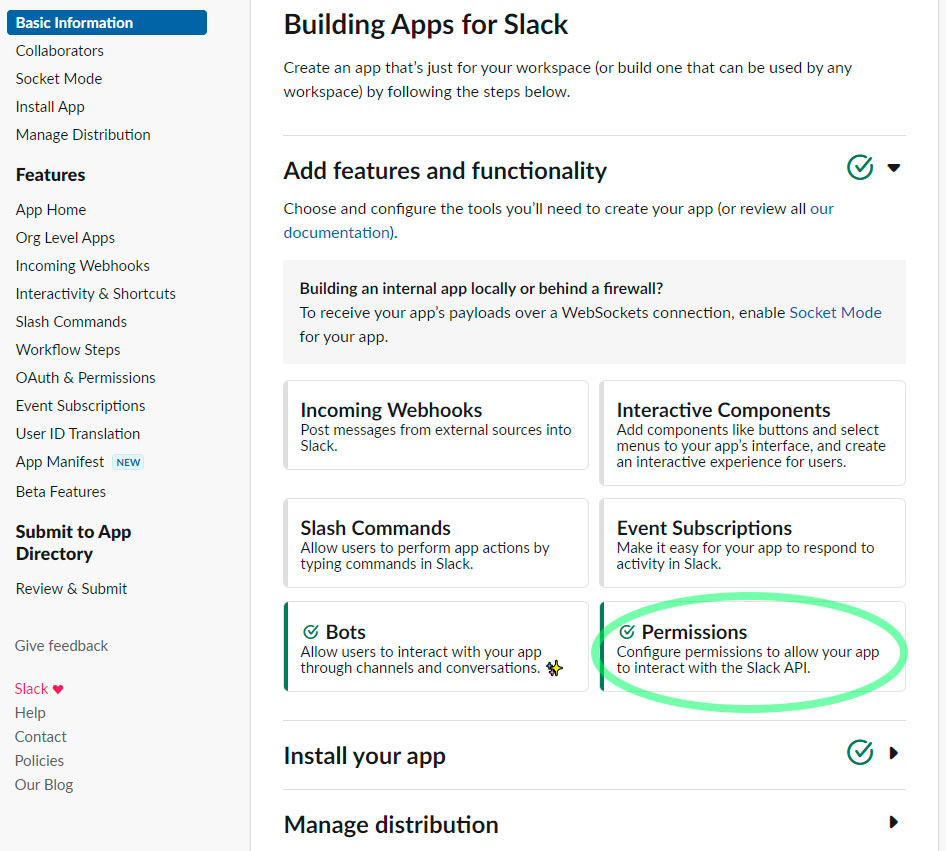 Basic Information
Collaborators
Socket Mode
Install App
Manage Distribution
Features
App Home
Org Level Apps
Incoming Webhooks
Interactivity & Shortcuts
Slash Commands
Workflow Steps
OAuth & Permissions
Event Subscriptions
User ID Translation
App Manifest NEW
Beta Features
Submit to App
Directory
Review & Submit
Give feedback
Slack ♥
Help
Contact
Policies
Our Blog
Building Apps for Slack
Create an app that’s just for your workspace (or build one that can be used by any
workspace) by following the steps below.
Add features and functionality
Choose and configure the tools you’ll need to create your app (or review all our
documentation).
Building an internal app locally or behind a firewall?
To receive your app’s payloads over a WebSockets connection, enable Socket Mode
for your app.
Incoming Webhooks
Post messages from external sources into
Slack.
Interactive Components
Add components like buttons and select
menus to your app’s interface, and create
an interactive experience for users.
Slash Commands
Allow users to perform app actions by
typing commands in Slack.
Event Subscriptions
Make it easy for your app to respond to
activity in Slack.
Bots
Allow users to interact with your app
through channels and conversations. ✨
Permissions
Configure permissions to allow your app
to interact with the Slack API.
Install your app
Manage distribution